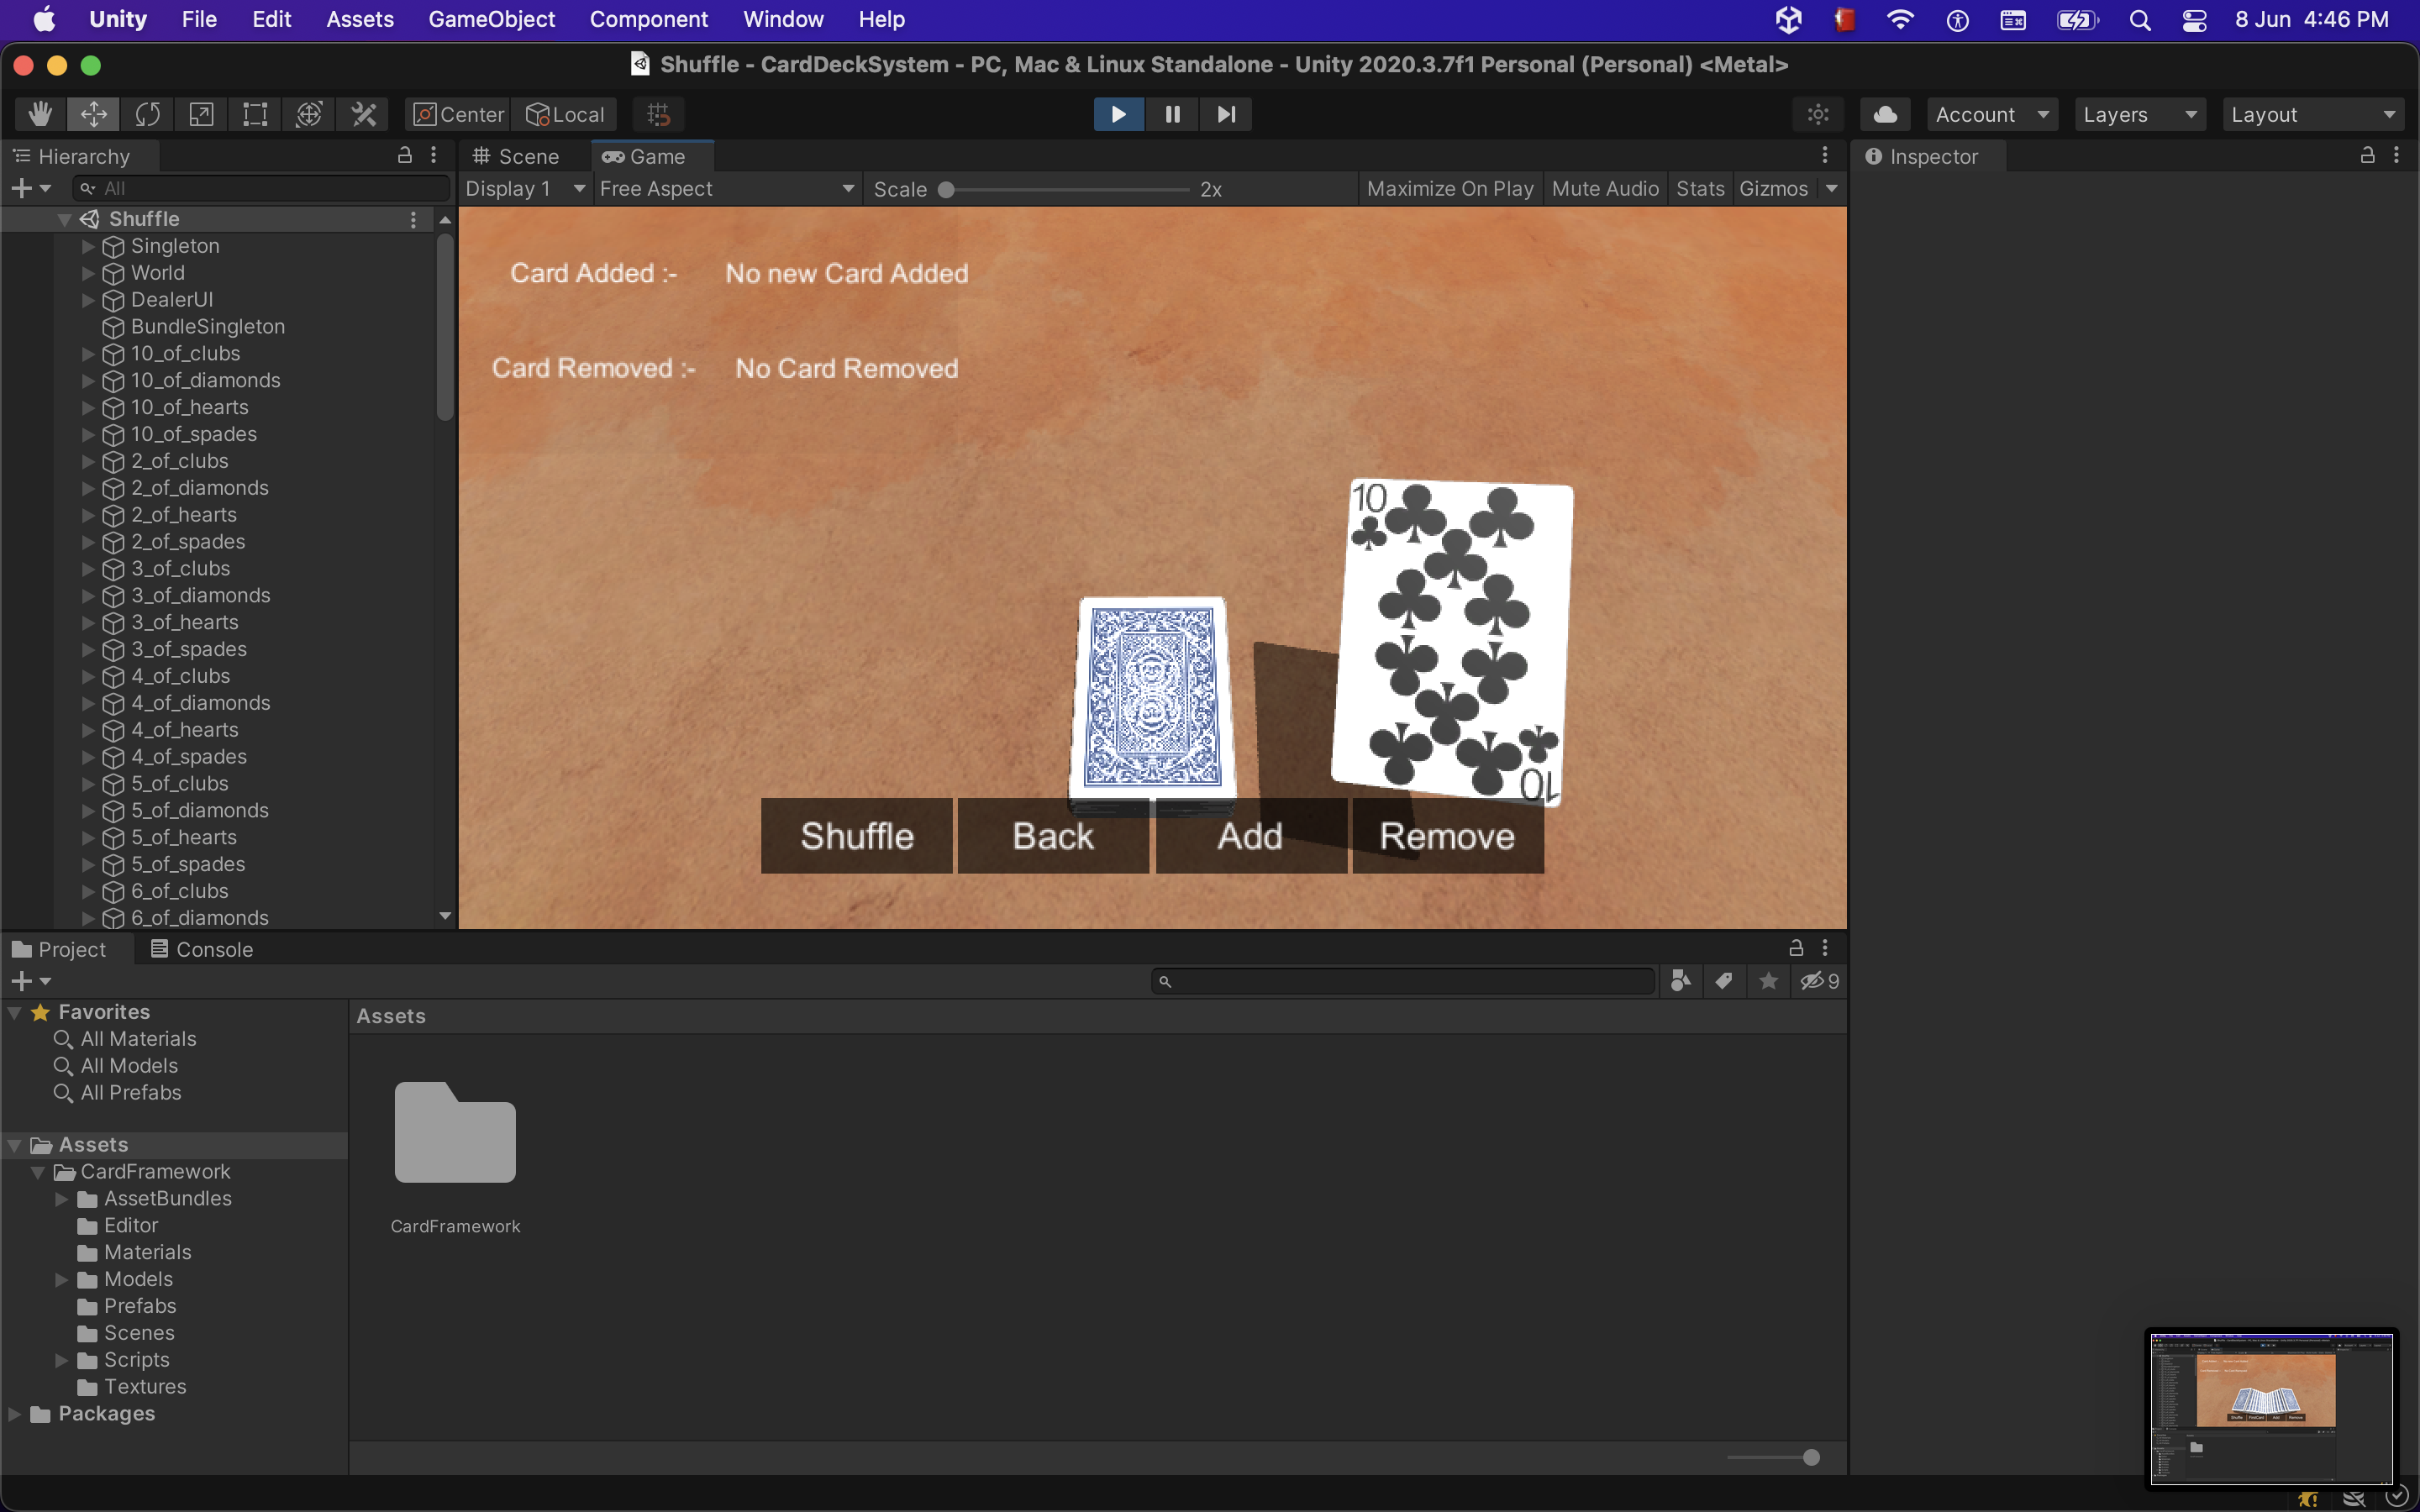 Unity File Edit Assets GameObject Component Window Help 8 Jun 4:46 PM
Shuffle - CardDeckSystem - PC, Mac & Linux Standalone - Unity 2020.3.7f1 Personal (Personal) <Metal>
Center Local Account Layers Layout
Hierarchy
All
Shuffle
Singleton
World
DealerUI
BundleSingleton
10_of_clubs
10_of_diamonds
10_of_hearts
10_of_spades
2_of_clubs
2_of_diamonds
2_of_hearts
2_of_spades
3_of_clubs
3_of_diamonds
3_of_hearts
3_of_spades
4_of_clubs
4_of_diamonds
4_of_hearts
4_of_spades
5_of_clubs
5_of_diamonds
5_of_hearts
5_of_spades
6_of_clubs
6_of_diamonds
Scene Game
Display 1 Free Aspect Scale 2x Maximize On Play Mute Audio Stats Gizmos
Card Added :- No new Card Added
Card Removed :- No Card Removed
10
10
Shuffle Back Add Remove
Inspector
Project Console
9
Favorites
All Materials
All Models
All Prefabs
Assets
CardFramework
AssetBundles
Editor
Materials
Models
Prefabs
Scenes
Scripts
Textures
Packages
Assets
CardFramework